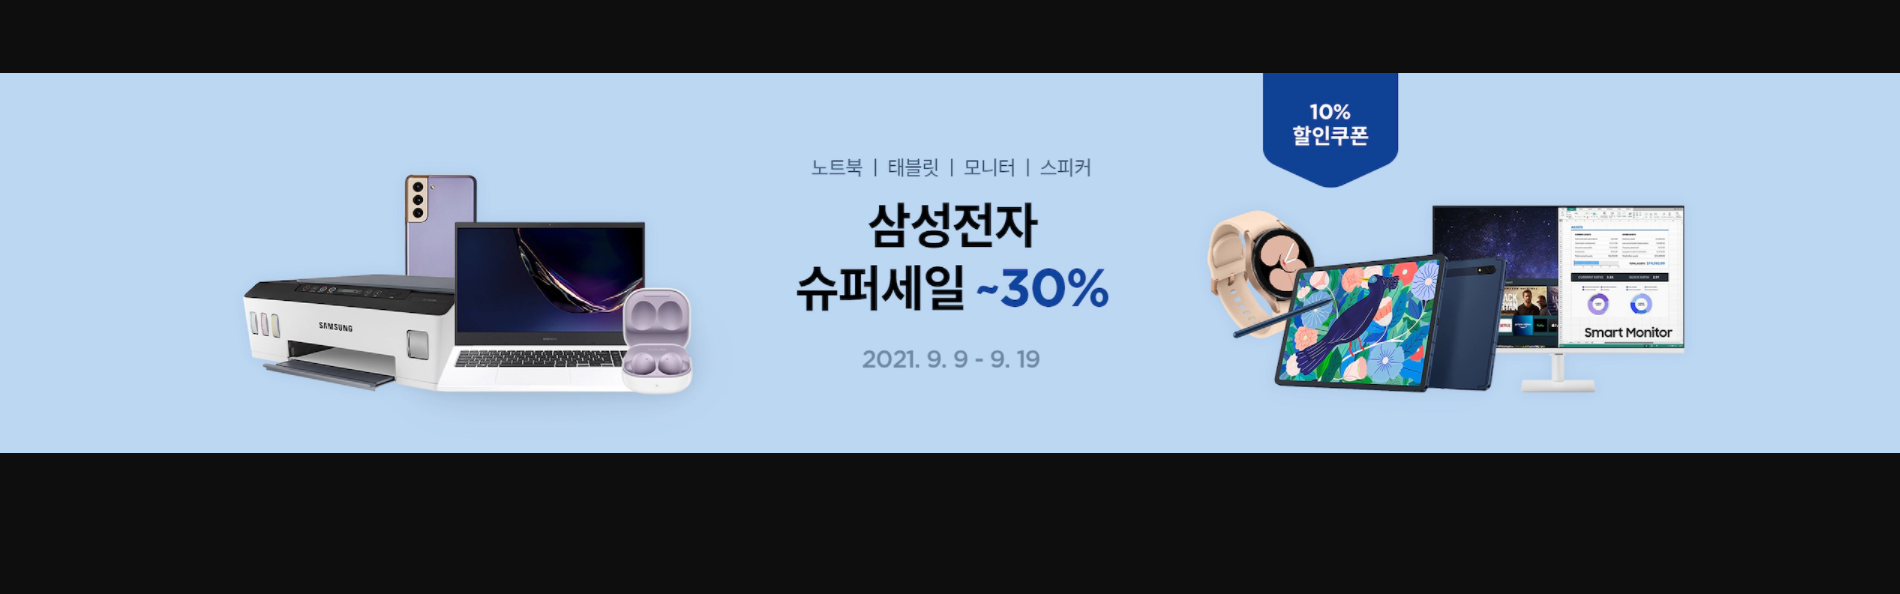 노트북 | 태블릿 | 모니터 | 스피커
삼성전자
슈퍼세일 ~30%
2021. 9. 9 - 9. 19
10%
할인쿠폰
SAMSUNG
Smart Monitor